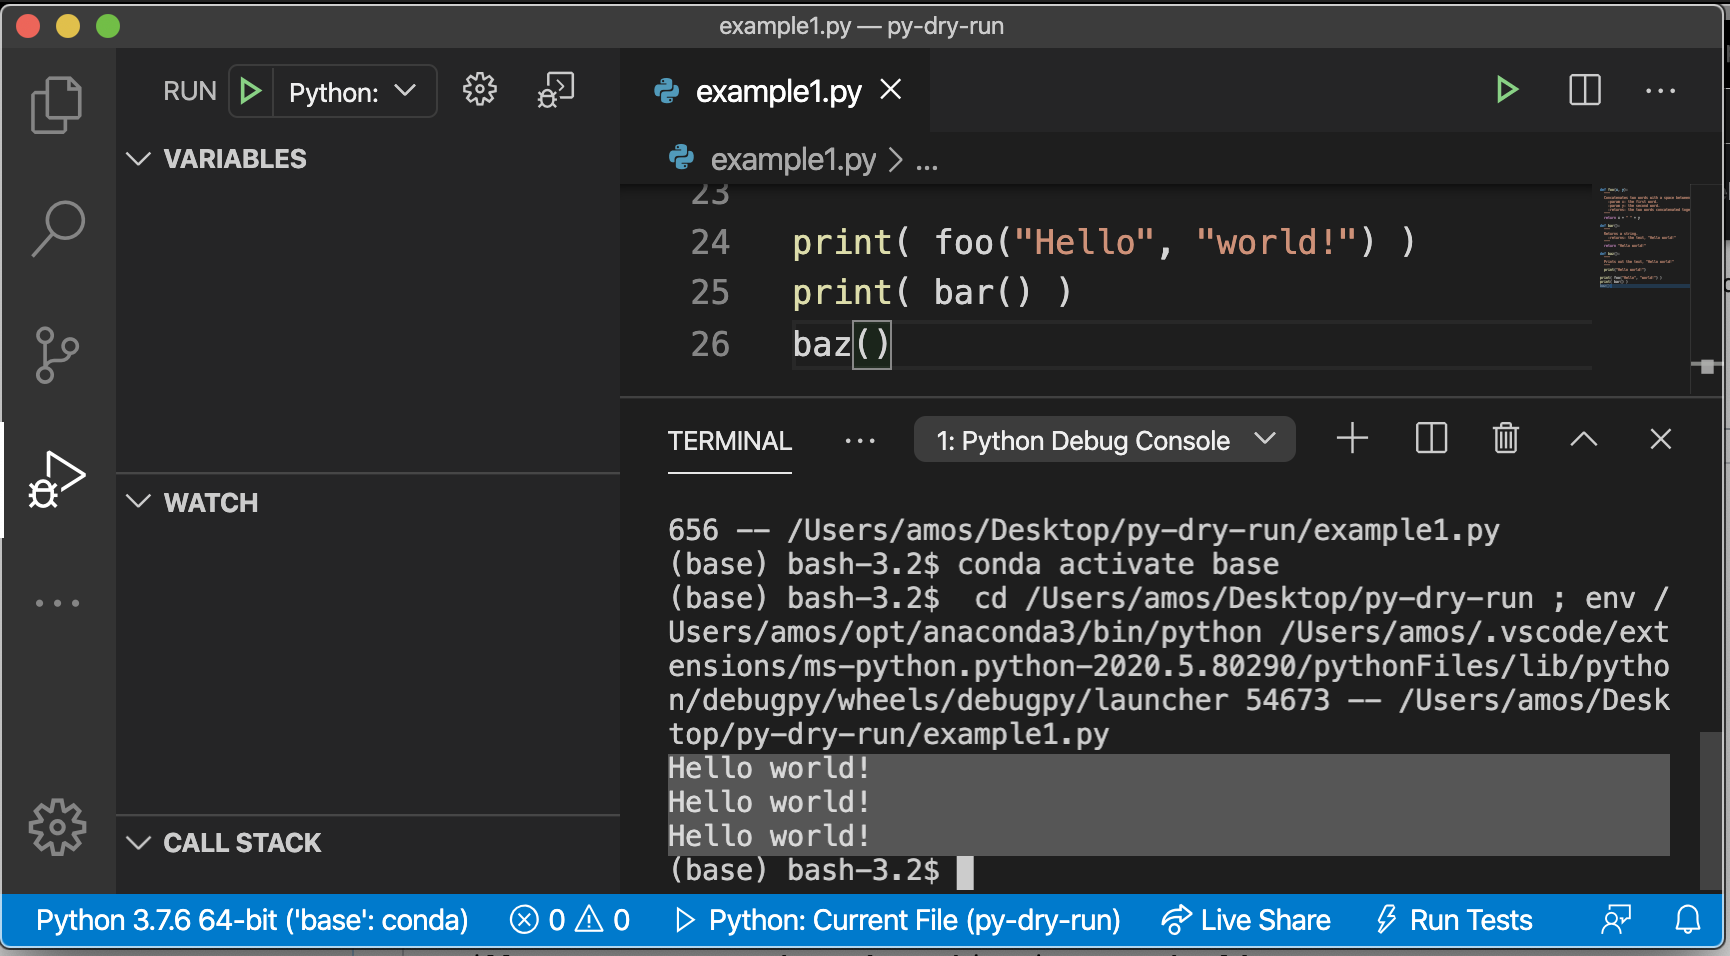 example1.py — py-dry-run
RUN Python:
example1.py
VARIABLES
example1.py > ...
23
24 print( foo("Hello", "world!") )
25 print( bar() )
26 baz()
TERMINAL ... 1: Python Debug Console
WATCH
656 -- /Users/amos/Desktop/py-dry-run/example1.py
(base) bash-3.2$ conda activate base
(base) bash-3.2$  cd /Users/amos/Desktop/py-dry-run ; env /
Users/amos/opt/anaconda3/bin/python /Users/amos/.vscode/ext
ensions/ms-python.python-2020.5.80290/pythonFiles/lib/pytho
n/debugpy/wheels/debugpy/launcher 54673 -- /Users/amos/Desk
top/py-dry-run/example1.py
Hello world!
Hello world!
Hello world!
(base) bash-3.2$
CALL STACK
Python 3.7.6 64-bit ('base': conda) 0 0 Python: Current File (py-dry-run) Live Share Run Tests